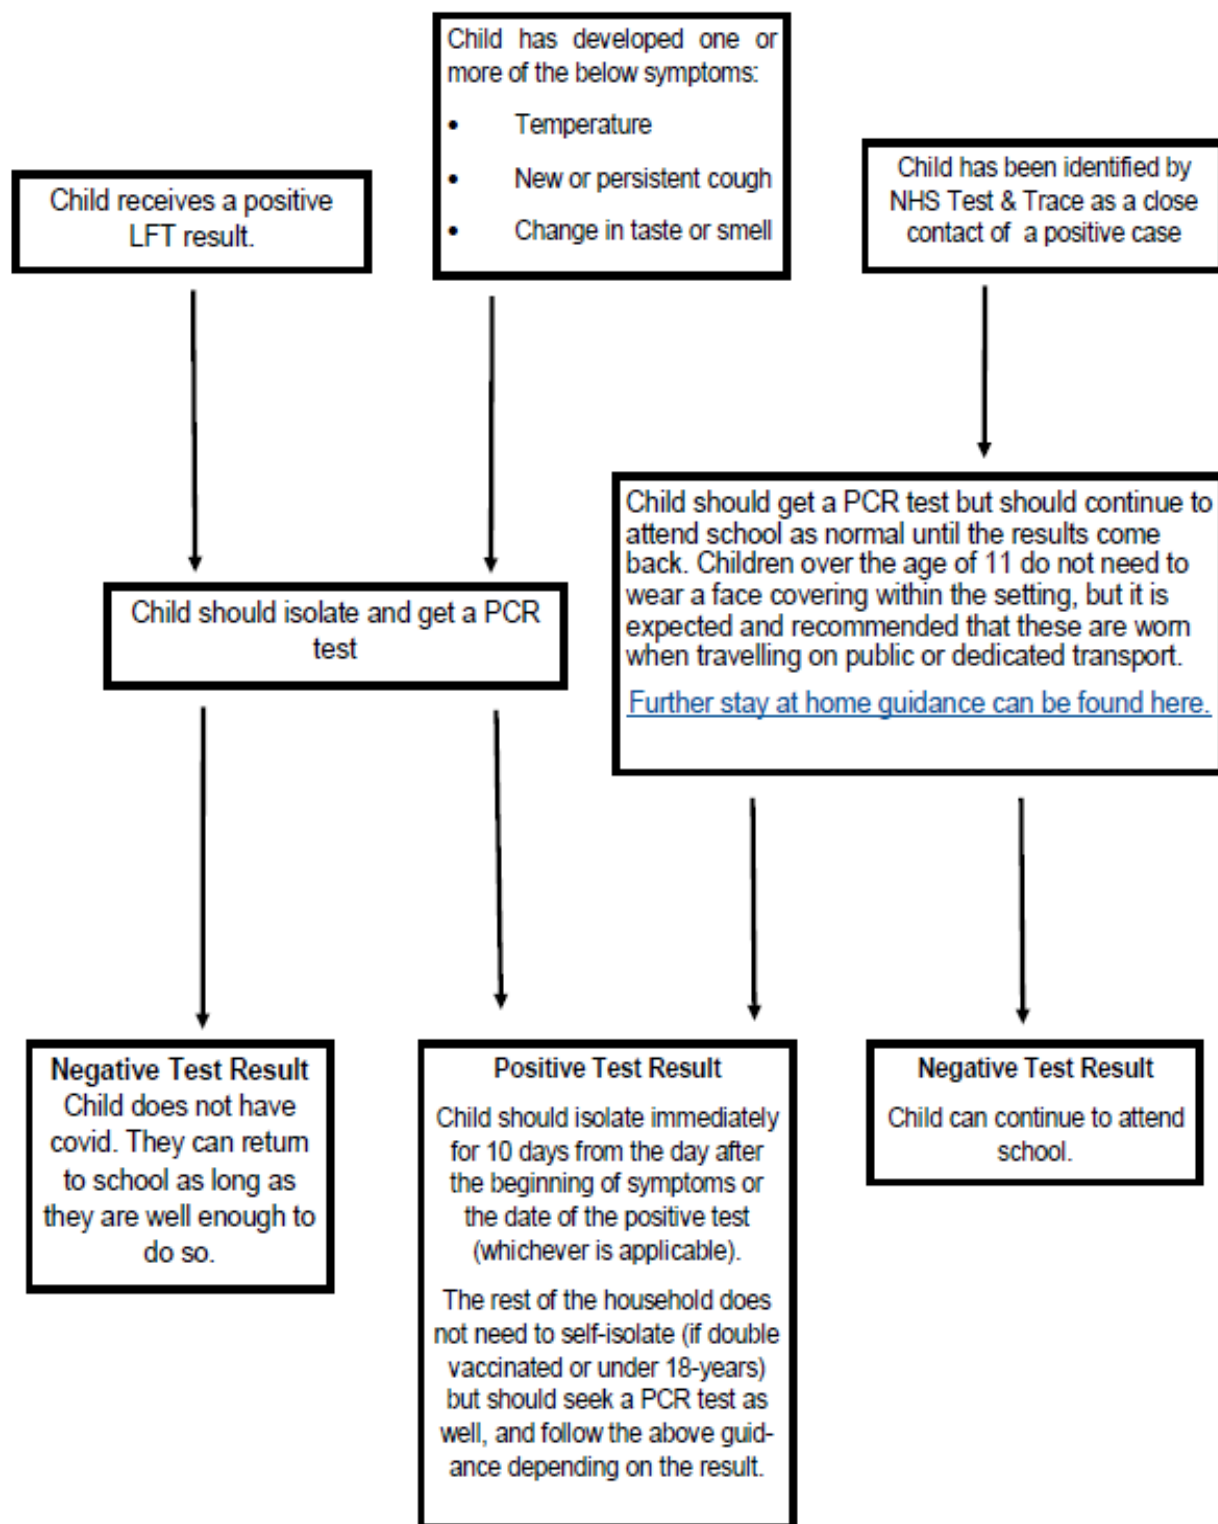 Child has developed one or
more of the below symptoms:
• Temperature
• New or persistent cough
• Change in taste or smell
Child receives a positive
LFT result.
Child has been identified by
NHS Test & Trace as a close
contact of a positive case
Child should isolate and get a PCR
test
Child should get a PCR test but should continue to
attend school as normal until the results come
back. Children over the age of 11 do not need to
wear a face covering within the setting, but it is
expected and recommended that these are worn
when travelling on public or dedicated transport.
Further stay at home guidance can be found here.
Negative Test Result
Child does not have
covid. They can return
to school as long as
they are well enough to
do so.
Positive Test Result
Child should isolate immediately
for 10 days from the day after
the beginning of symptoms or
the date of the positive test
(whichever is applicable).
The rest of the household does
not need to self-isolate (if double
vaccinated or under 18-years)
but should seek a PCR test as
well, and follow the above guid-
ance depending on the result.
Negative Test Result
Child can continue to attend
school.